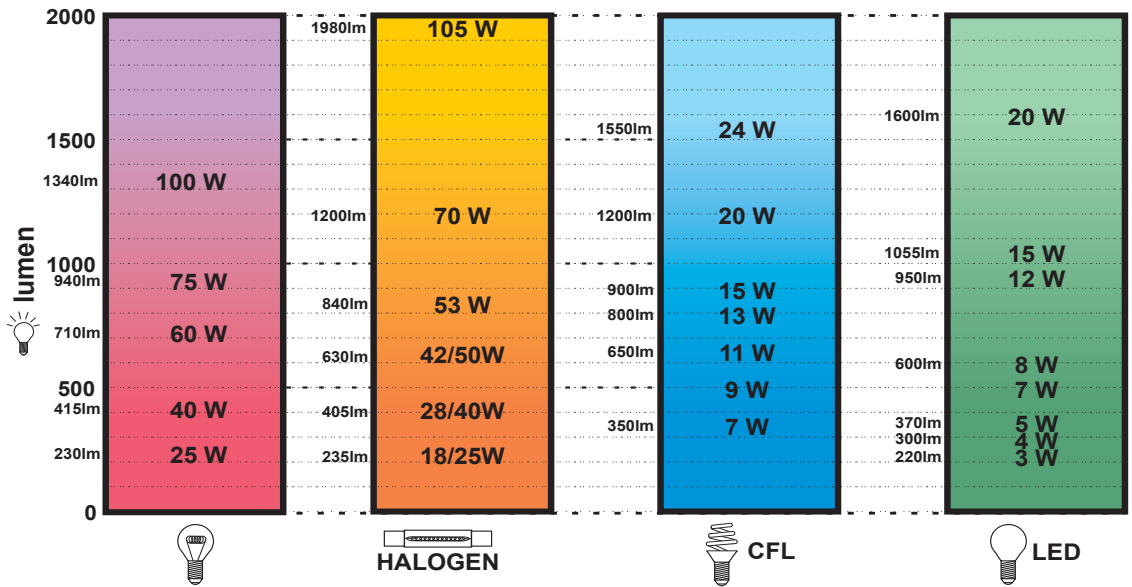 2000
1500
1000
500
0
lumen
1340lm
940lm
710lm
415lm
230lm
100 W
75 W
60 W
40 W
25 W
1980lm
1200lm
840lm
630lm
405lm
235lm
105 W
70 W
53 W
42/50W
28/40W
18/25W
HALOGEN
1550lm
1200lm
900lm
800lm
650lm
350lm
24 W
20 W
15 W
13 W
11 W
9 W
7 W
CFL
1600lm
1055lm
950lm
600lm
370lm
300lm
220lm
20 W
15 W
12 W
8 W
7 W
5 W
4 W
3 W
LED